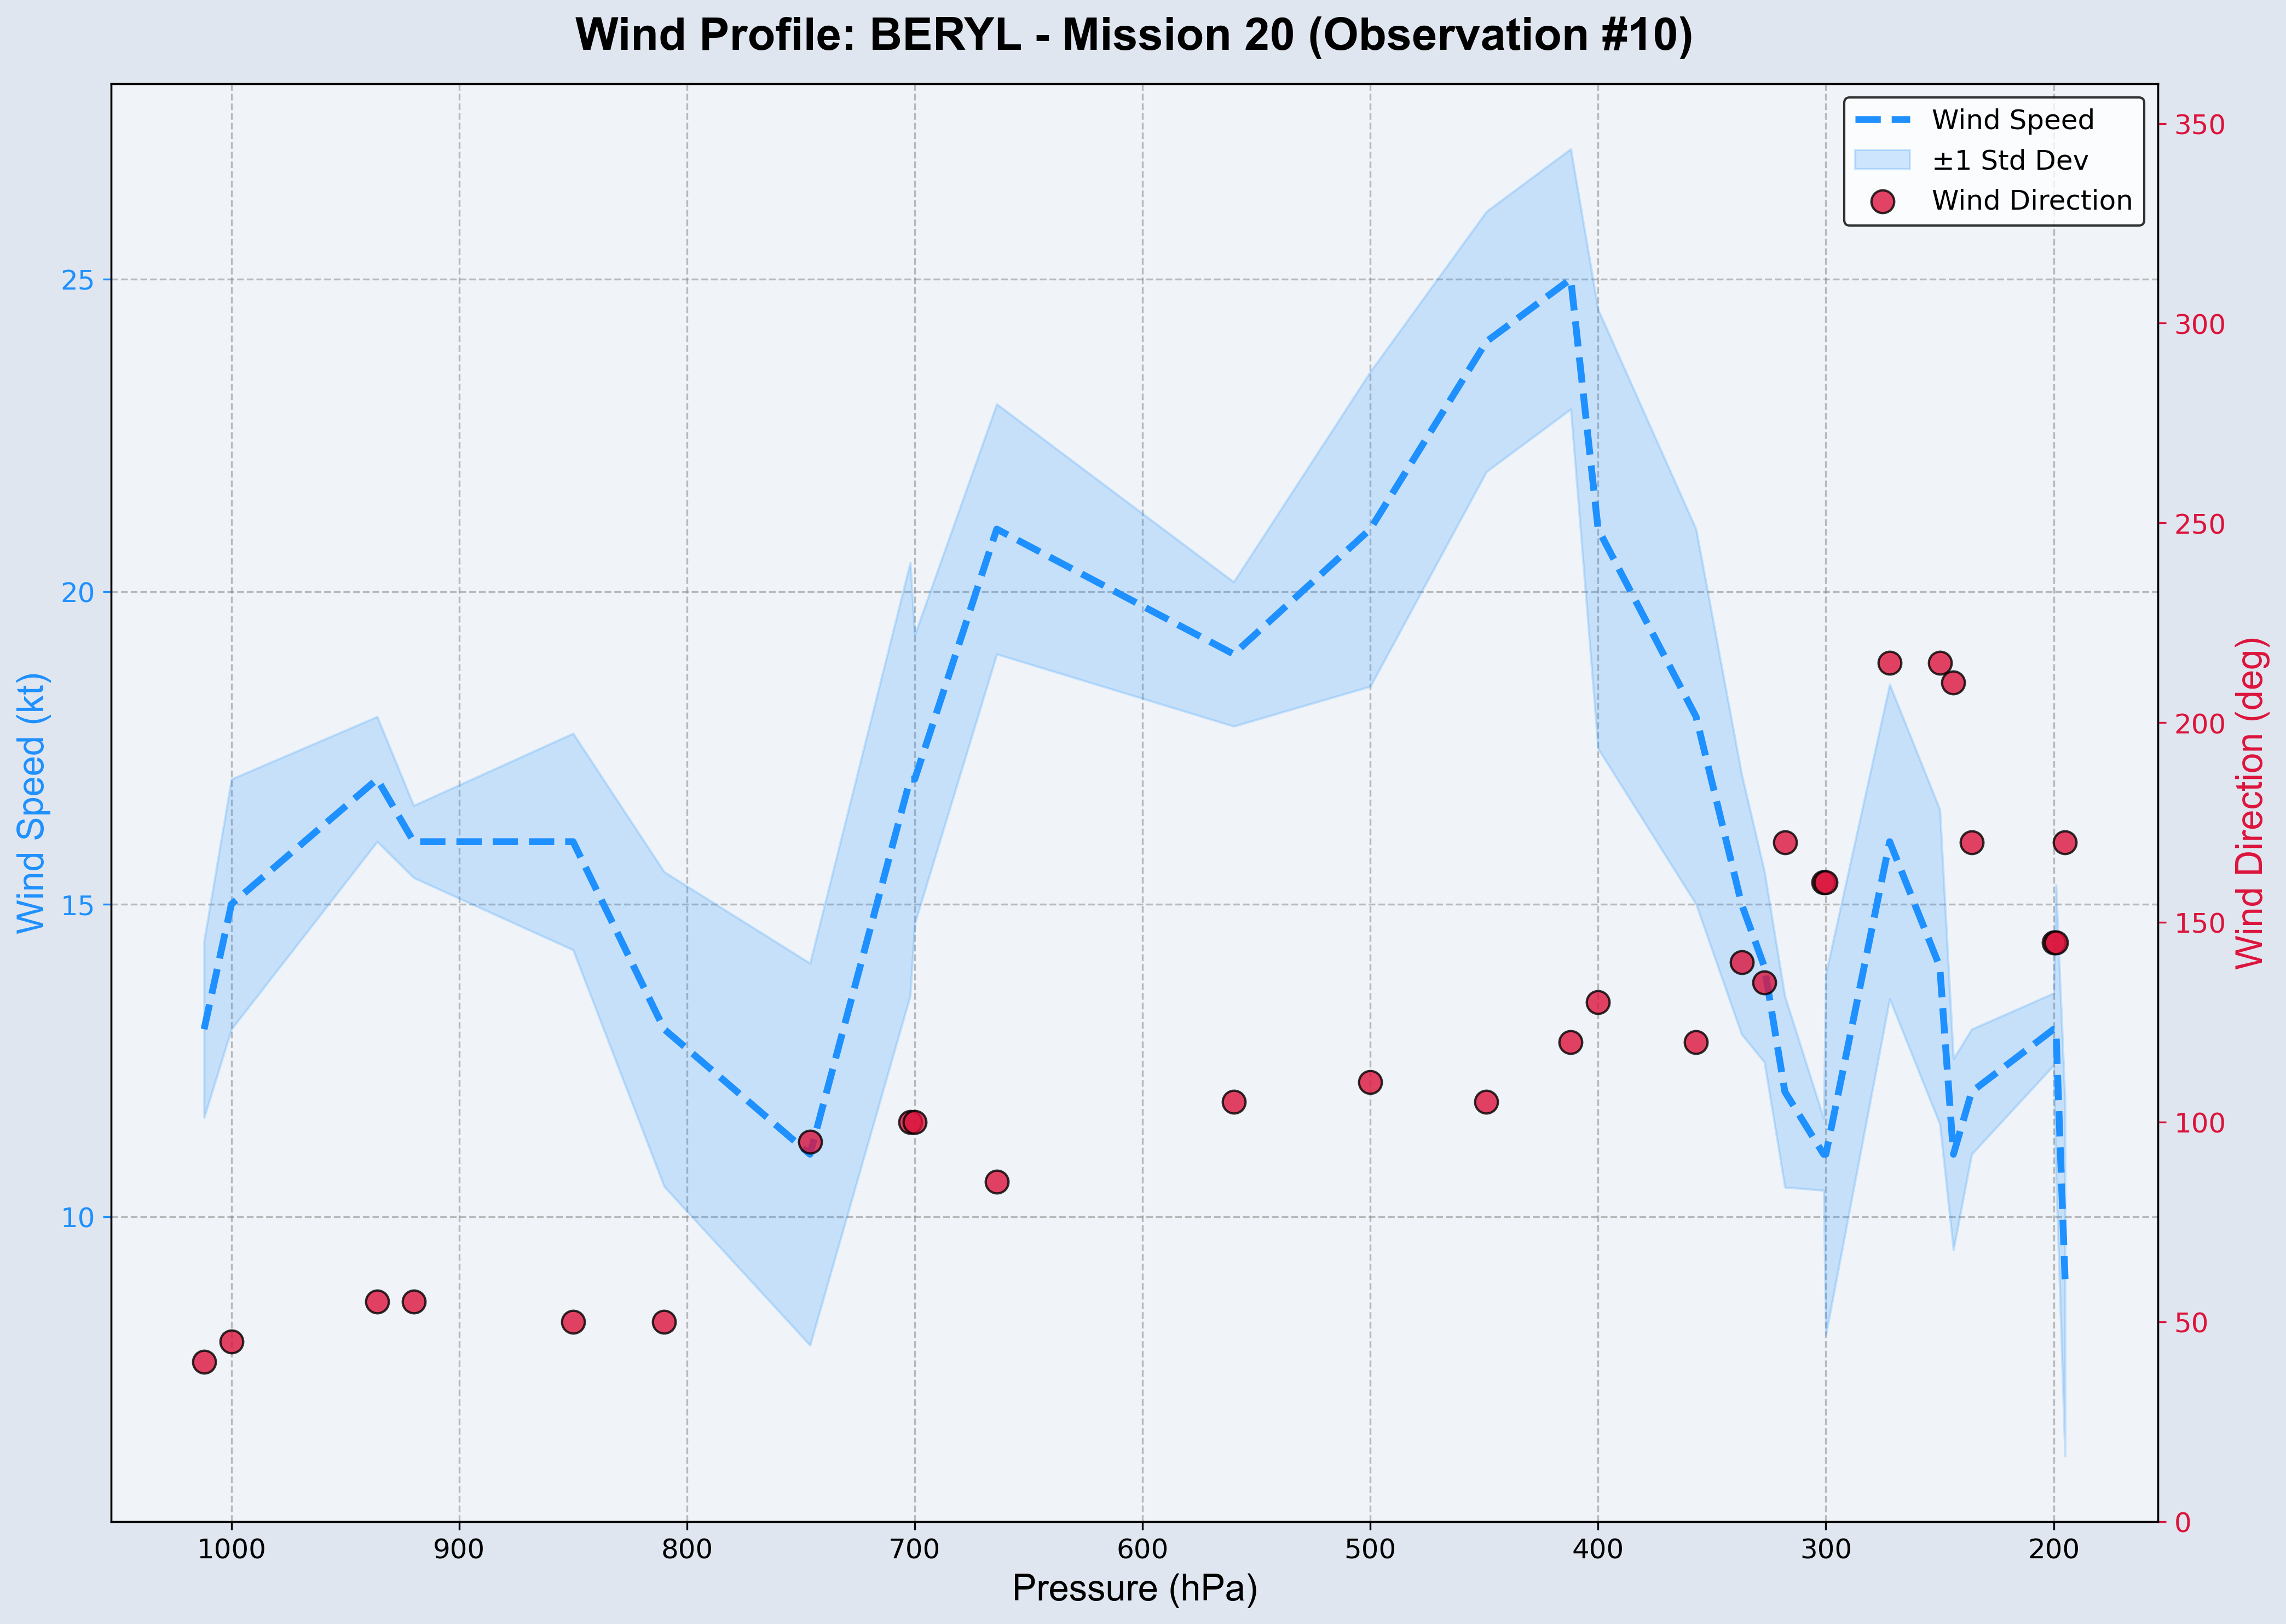 Wind Profile: BERYL - Mission 20 (Observation #10)
Wind Speed
±1 Std Dev
Wind Direction
Wind Speed (kt)
25
20
15
10
350
300
250
200
150
100
50
0
Wind Direction (deg)
1000 900 800 700 600 500 400 300 200
Pressure (hPa)